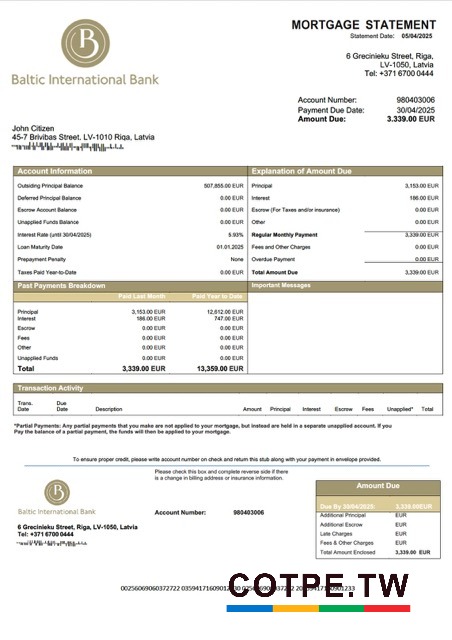 MORTGAGE STATEMENT
Statement Date: 05/04/2025
B
Baltic International Bank
6 Grecinieku Street, Riga,
LV-1050, Latvia
Tel: +371 6700 0444
Account Number: 980403006
Payment Due Date: 30/04/2025
Amount Due: 3.339.00 EUR
John Citizen
45-7 Brivibas Street, LV-1010 Riga, Latvia
Account Information
Outsiding Principal Balance 507,855.00 EUR
Deferred Principal Balance 0.00 EUR
Escrow Account Balance 0.00 EUR
Unapplied Funds Balance 0.00 EUR
Interest Rate (until 30/04/2025) 5.93%
Loan Maturity Date 01.01.2025
Prepayment Penalty None
Taxes Paid Year-to-Date 0.00 EUR
Explanation of Amount Due
Principal 3,153.00 EUR
Interest 186.00 EUR
Escrow (For Taxes and/or insurance) 0.00 EUR
Other 0.00 EUR
Regular Monthly Payment 3,339.00 EUR
Fees and Other Charges 0.00 EUR
Overdue Payment 0.00 EUR
Total Amount Due 3,339.00 EUR
Past Payments Breakdown
Paid Last Month Paid Year to Date
Principal 3,153.00 EUR 12,612.00 EUR
Interest 186.00 EUR 747.00 EUR
Escrow 0.00 EUR 0.00 EUR
Fees 0.00 EUR 0.00 EUR
Other 0.00 EUR 0.00 EUR
Unapplied Funds 0.00 EUR 0.00 EUR
Total 3,339.00 EUR 13,359.00 EUR
Important Messages
Transaction Activity
Trans. Date Due Date Description Amount Principal Interest Escrow Fees Unapplied* Total
*Partial Payments: Any partial payments that you make are not applied to your mortgage, but instead are held in a separate unapplied account. If you
Pay the balance of a partial payment, the funds will then be applied to your mortgage.
To ensure proper credit, please write account number on check and return this stub along with your payment in envelope provided.
Please check this box and complete reverse side if there
is a change in billing address or insurance information.
B
Baltic International Bank
6 Grecinieku Street, Riga, LV-1050, Latvia
Tel: +371 6700 0444
Account Number: 980403006
Amount Due
Due By 30/04/2025: 3,339.00EUR
Additional Principal EUR
Additional Escrow EUR
Late Charges EUR
Fees & Other Charges EUR
Total Amount Enclosed 3,339.00 EUR
COTPE.TW